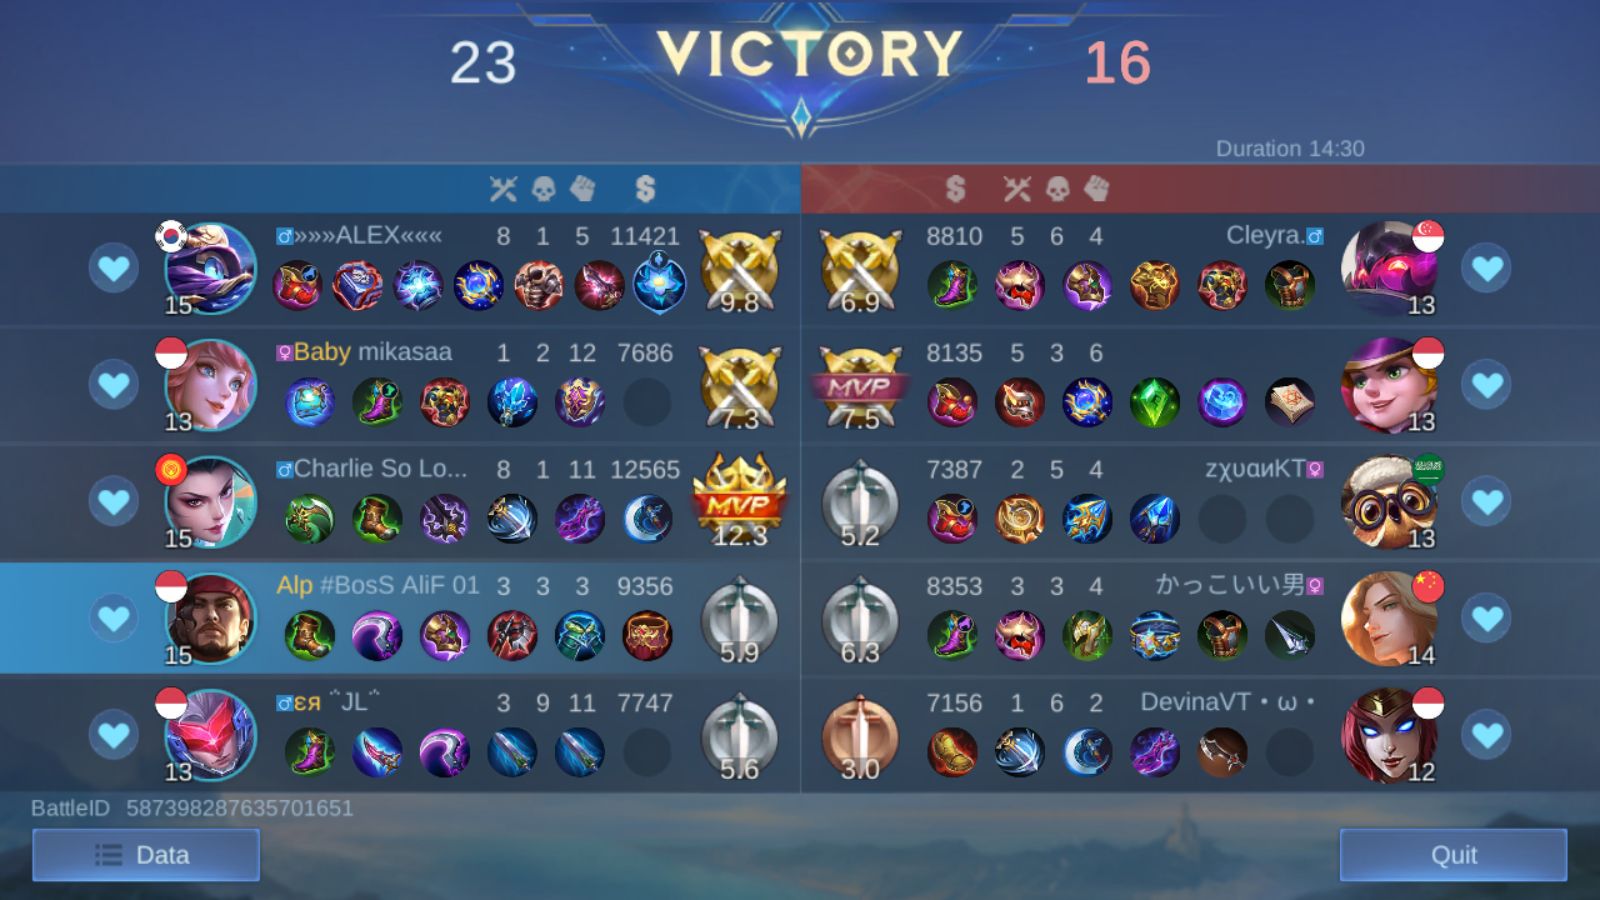 23 VICTORY 16
Duration 14:30
»»»ALEX««« 8 1 5 11421
15 9.8
8810 5 6 4 Cleyra.
6.9 13
Baby mikasaa 1 2 12 7686
13 7.3
8135 5 3 6
MVP
7.5 13
Charlie So Lo... 8 1 11 12565
MVP
15 12.3
7387 2 5 4 zχυαиKT
5.2 13
Alp #BosS AliF 01 3 3 3 9356
15 5.9
8353 3 3 4 かっこいい男
6.3 14
εя ¨JL¨ 3 9 11 7747
13 5.6
7156 1 6 2 DevinaVT・ω・
3.0 12
BattleID 587398287635701651
Data
Quit